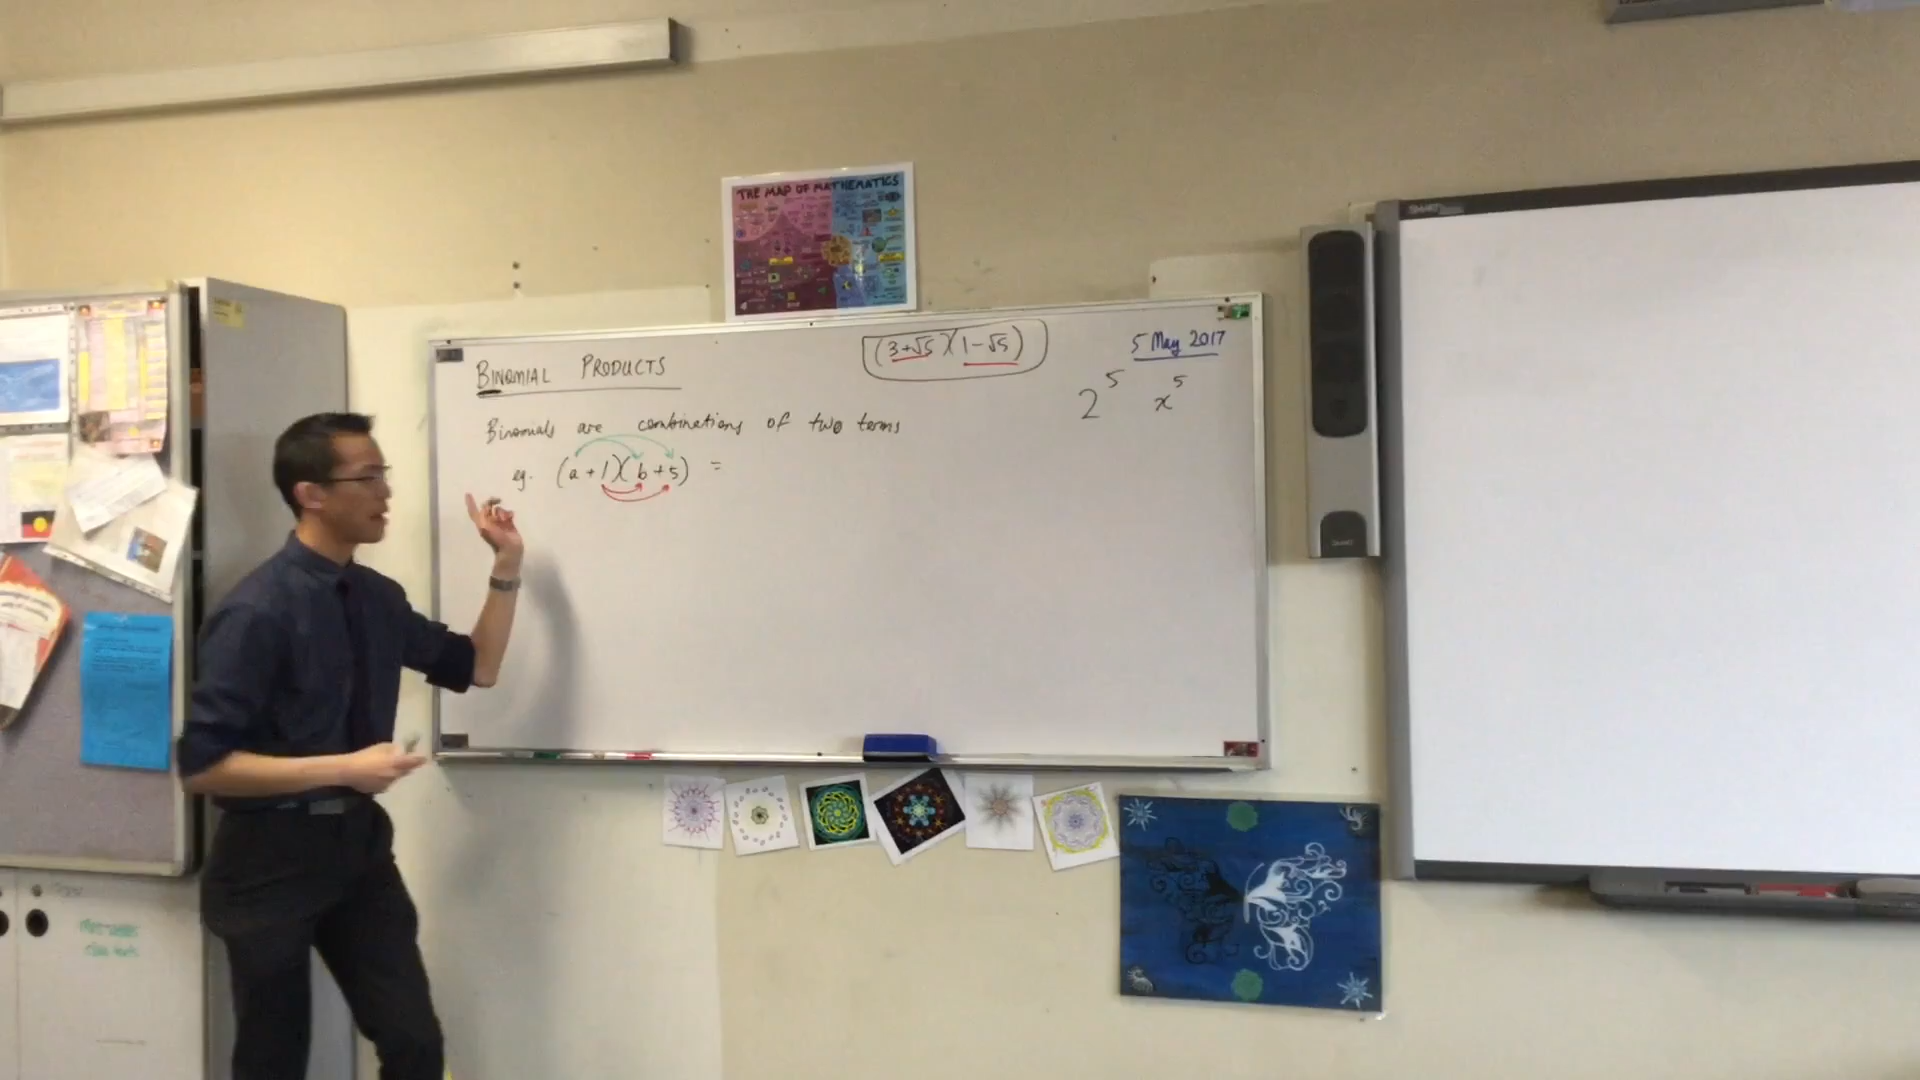 THE MAP OF MATHEMATICS
BINOMIAL PRODUCTS
(3+√5)(1-√5)
5 May 2017
2⁵ x⁵
Binomials are combinations of two terms
eg. (a+1)(b+5) =
SMART